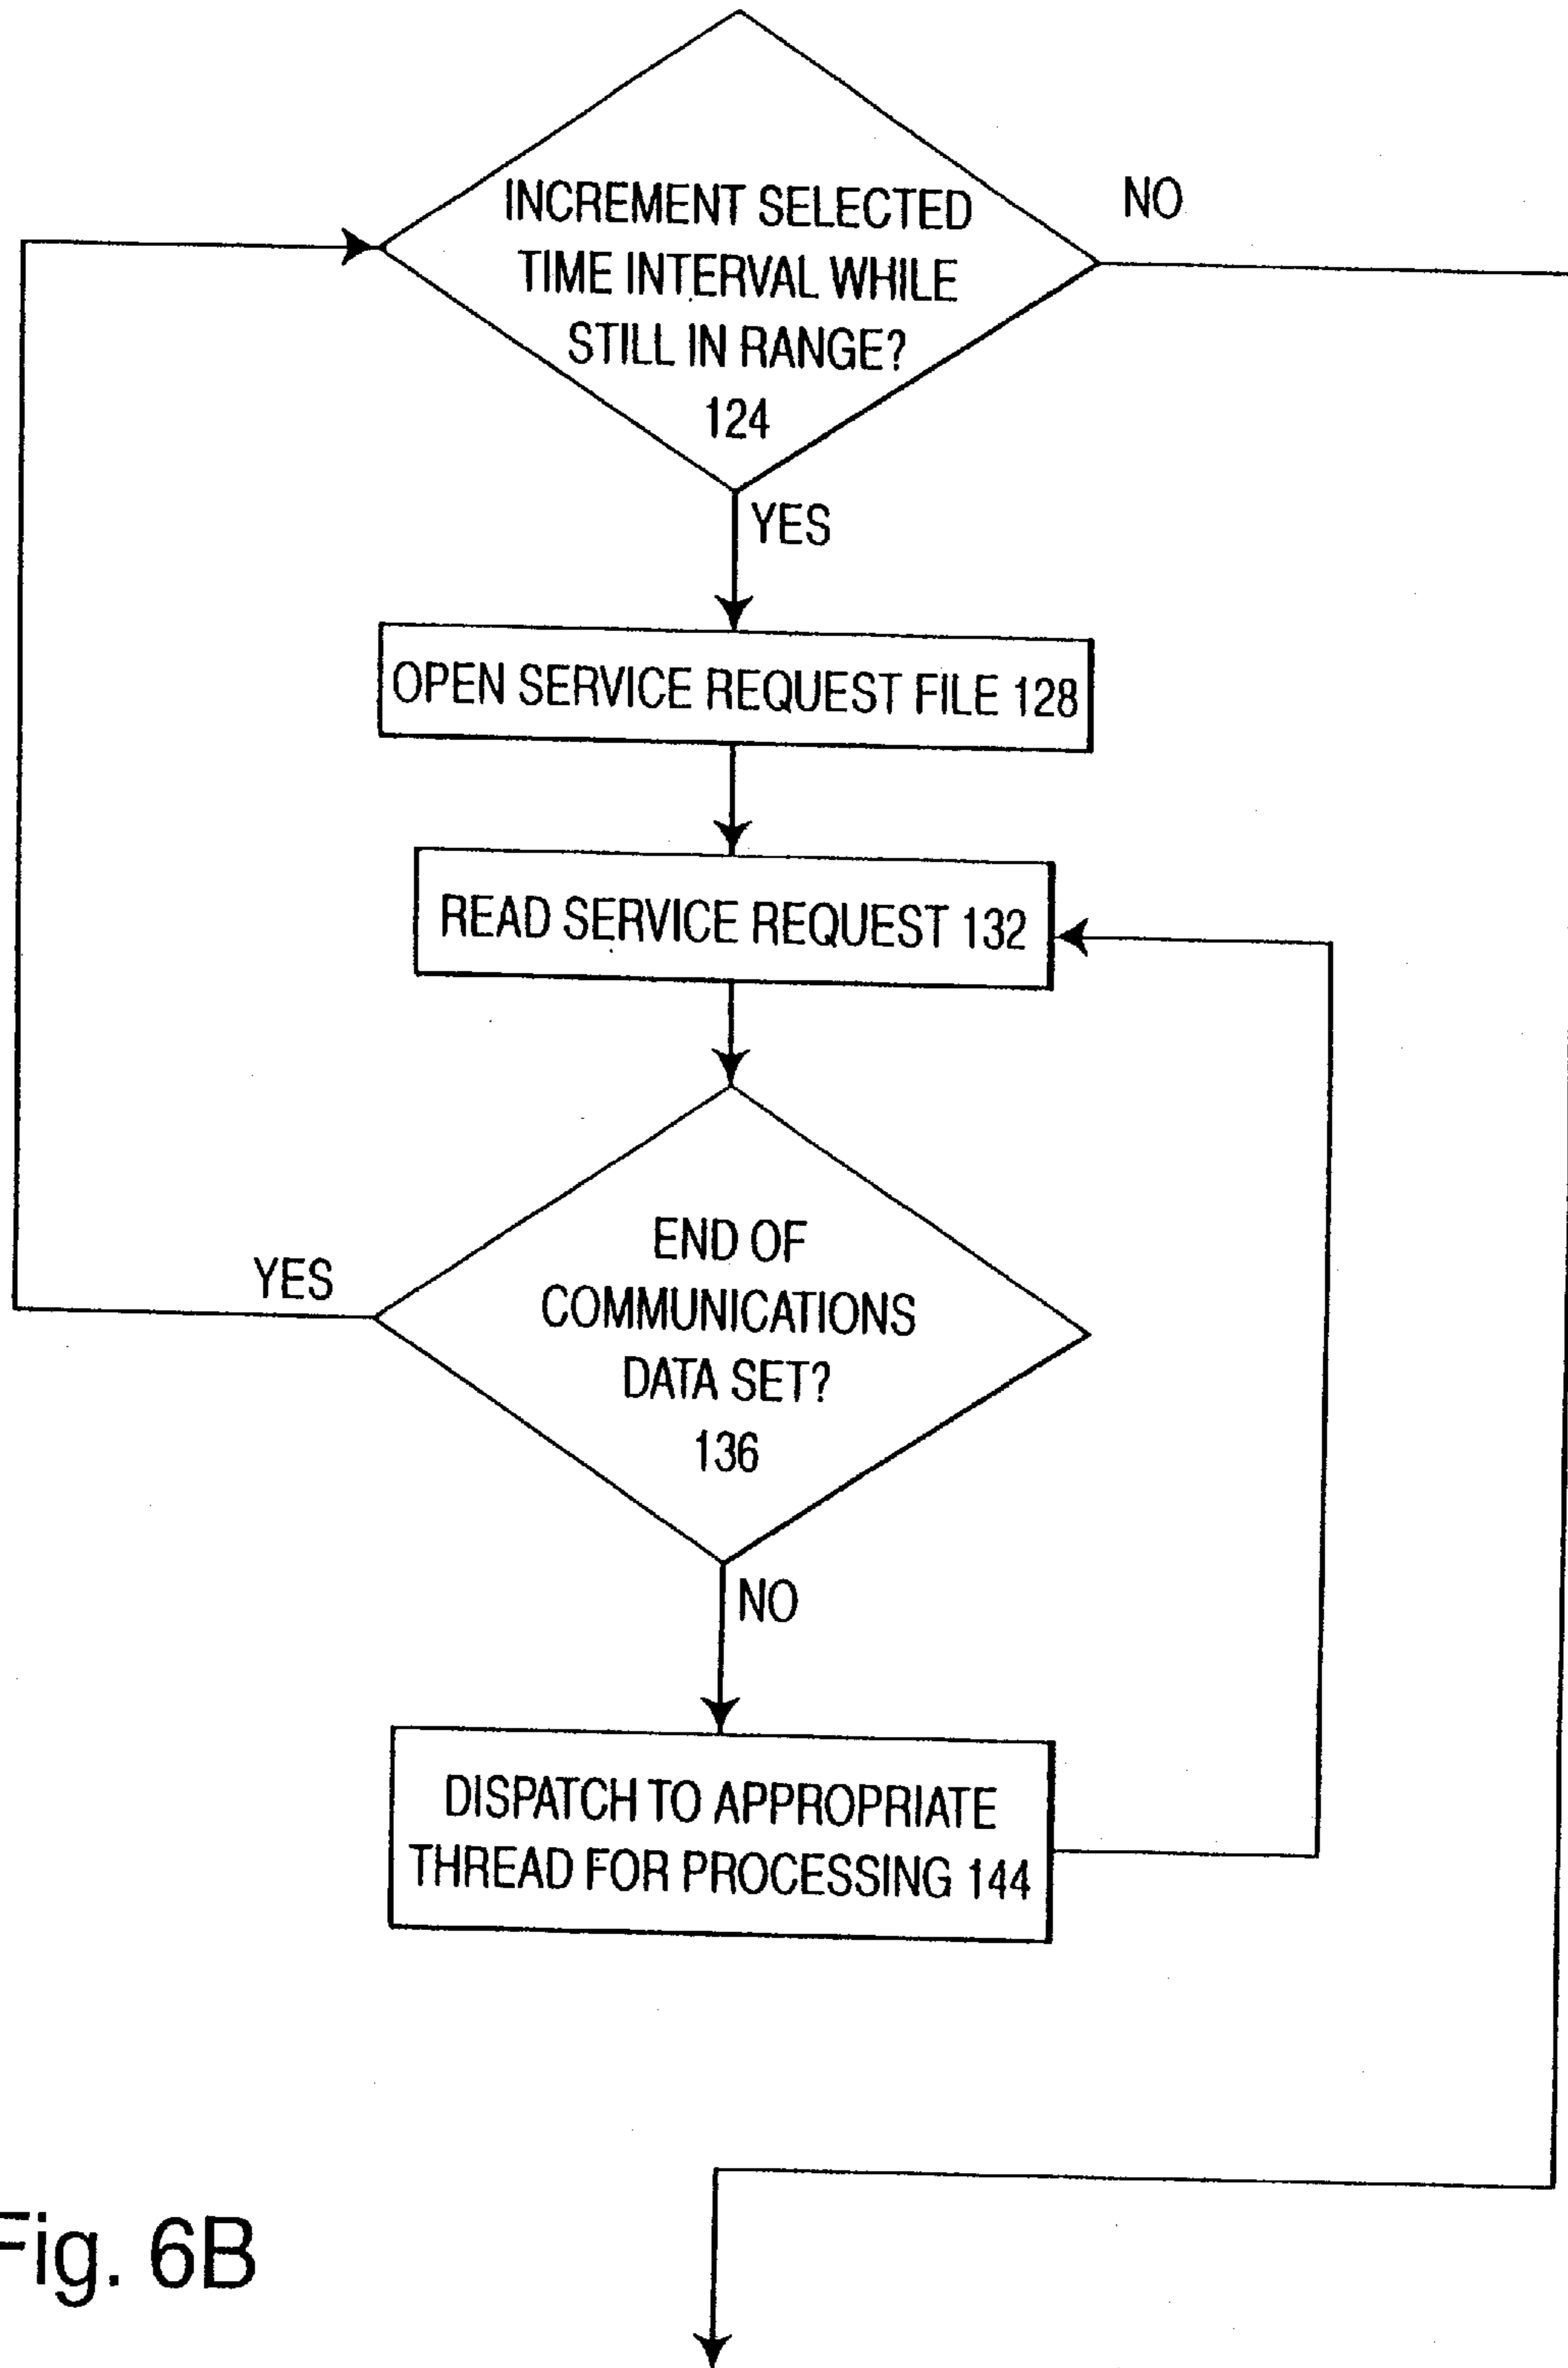 INCREMENT SELECTED
TIME INTERVAL WHILE
STILL IN RANGE?
124
NO
YES
OPEN SERVICE REQUEST FILE 128
READ SERVICE REQUEST 132
END OF
COMMUNICATIONS
DATA SET?
136
YES
NO
DISPATCH TO APPROPRIATE
THREAD FOR PROCESSING 144
Fig. 6B